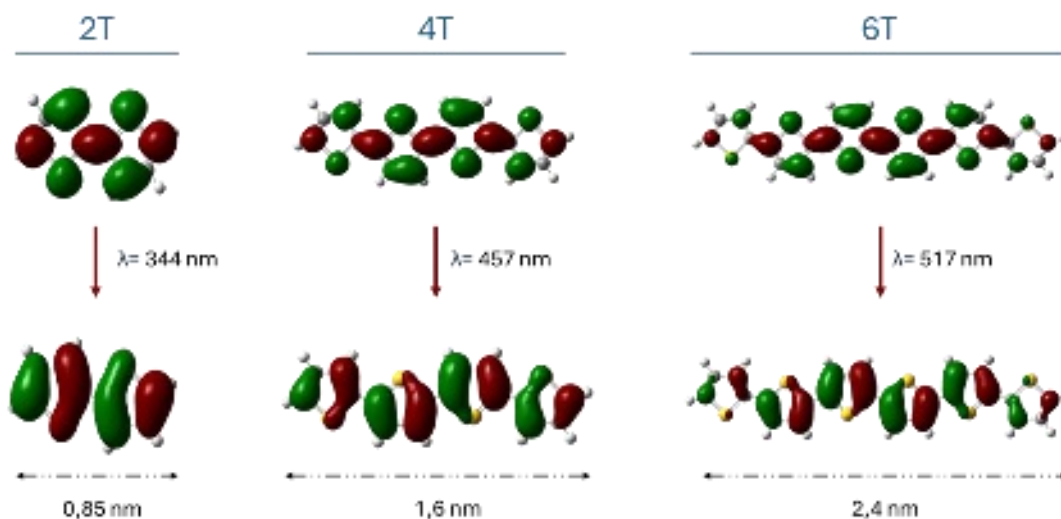 2T 4T 6T
λ= 344 nm λ= 457 nm λ= 517 nm
0,85 nm 1,6 nm 2,4 nm